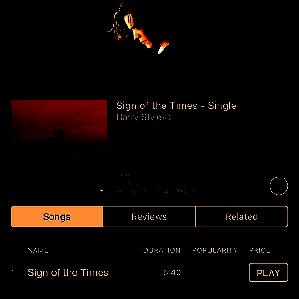 Sign of the Times - Single
Harry Styles
Songs Reviews Related
NAME DURATION POPULARITY PRICE
Sign of the Times 5:40 PLAY